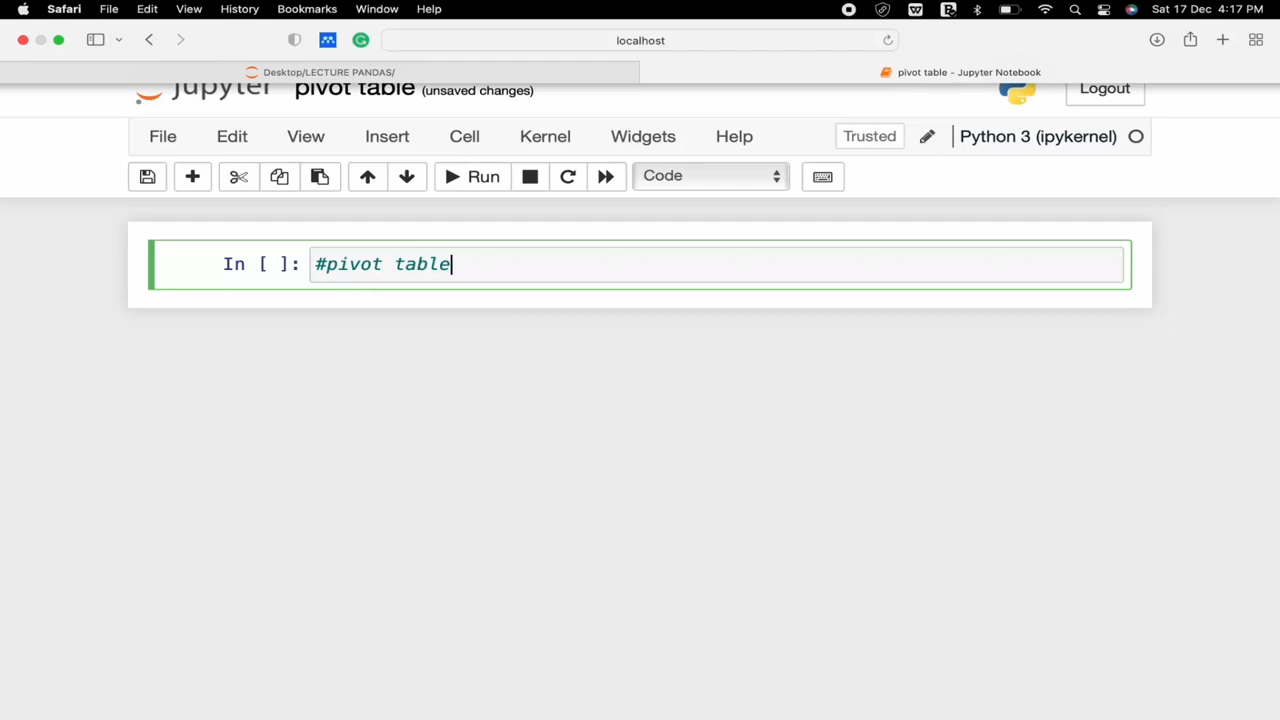 Safari File Edit View History Bookmarks Window Help Sat 17 Dec 4:17 PM
localhost
Desktop/LECTURE PANDAS/ pivot table - Jupyter Notebook
jupyter pivot table (unsaved changes) Logout
File Edit View Insert Cell Kernel Widgets Help Trusted Python 3 (ipykernel)
Run Code
In [ ]: #pivot table